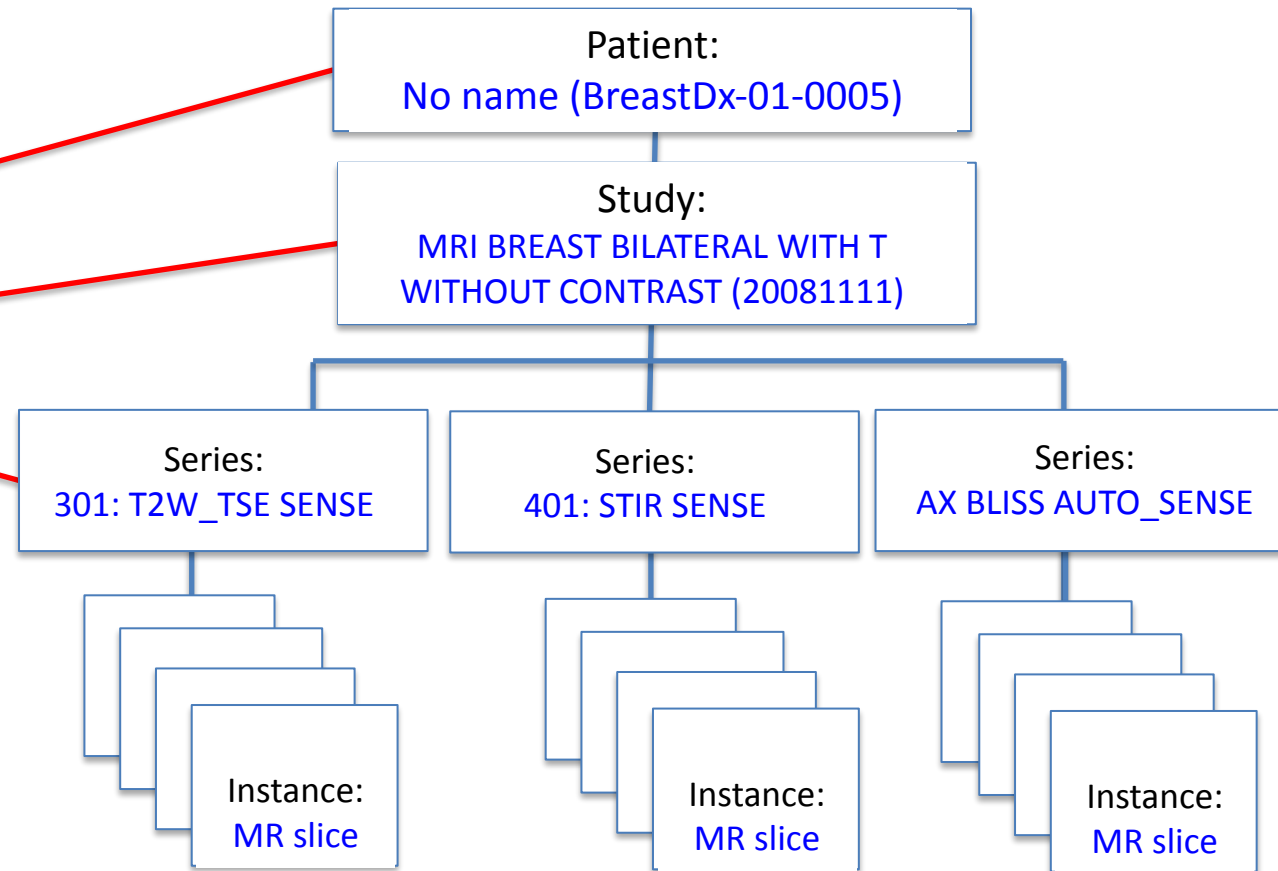 Patient:
No name (BreastDx-01-0005)
Study:
MRI BREAST BILATERAL WITH T
WITHOUT CONTRAST (20081111)
Series:
301: T2W_TSE SENSE
Series:
401: STIR SENSE
Series:
AX BLISS AUTO_SENSE
Instance:
MR slice
Instance:
MR slice
Instance:
MR slice